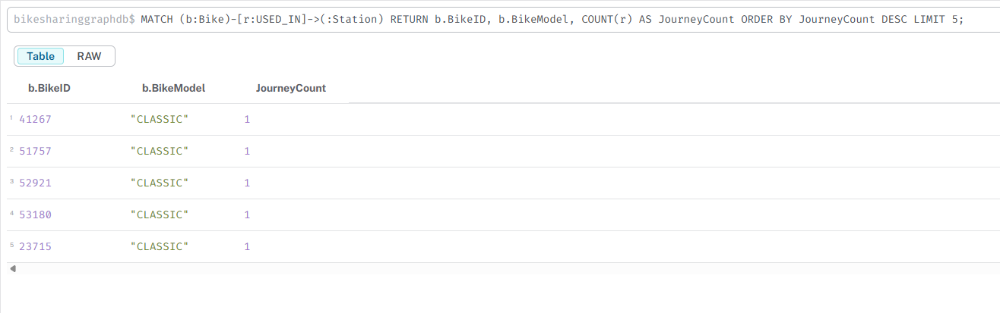 bikesharinggraphdb$ MATCH (b:Bike)-[r:USED_IN]->(:Station) RETURN b.BikeID, b.BikeModel, COUNT(r) AS JourneyCount ORDER BY JourneyCount DESC LIMIT 5;
Table RAW
b.BikeID b.BikeModel JourneyCount
1 41267 "CLASSIC" 1
2 51757 "CLASSIC" 1
3 52921 "CLASSIC" 1
4 53180 "CLASSIC" 1
5 23715 "CLASSIC" 1